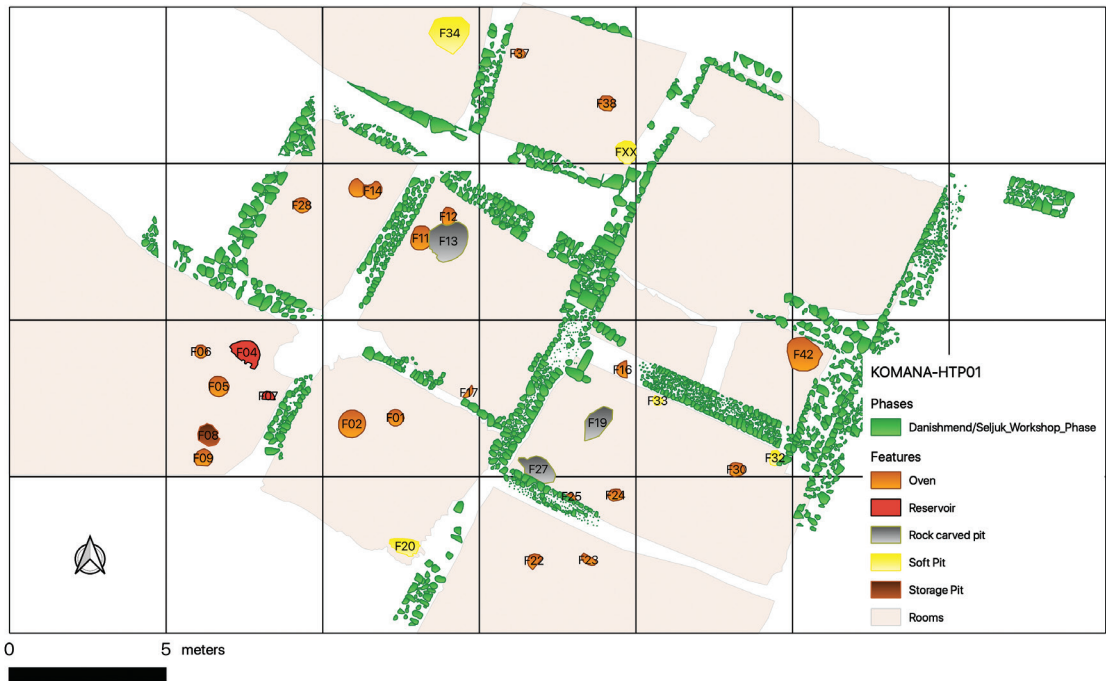 F34
F37
F38
FXX
F14
F28
F12
F11
F13
F06
F04
F42
F16
F05
F17
F33
F02
F01
F19
F08
F09
F32
F27
F30
F25
F24
F20
F22
F23
KOMANA-HTP01
Phases
Danishmend/Seljuk_Workshop_Phase
Features
Oven
Reservoir
Rock carved pit
Soft Pit
Storage Pit
Rooms
0 5 meters